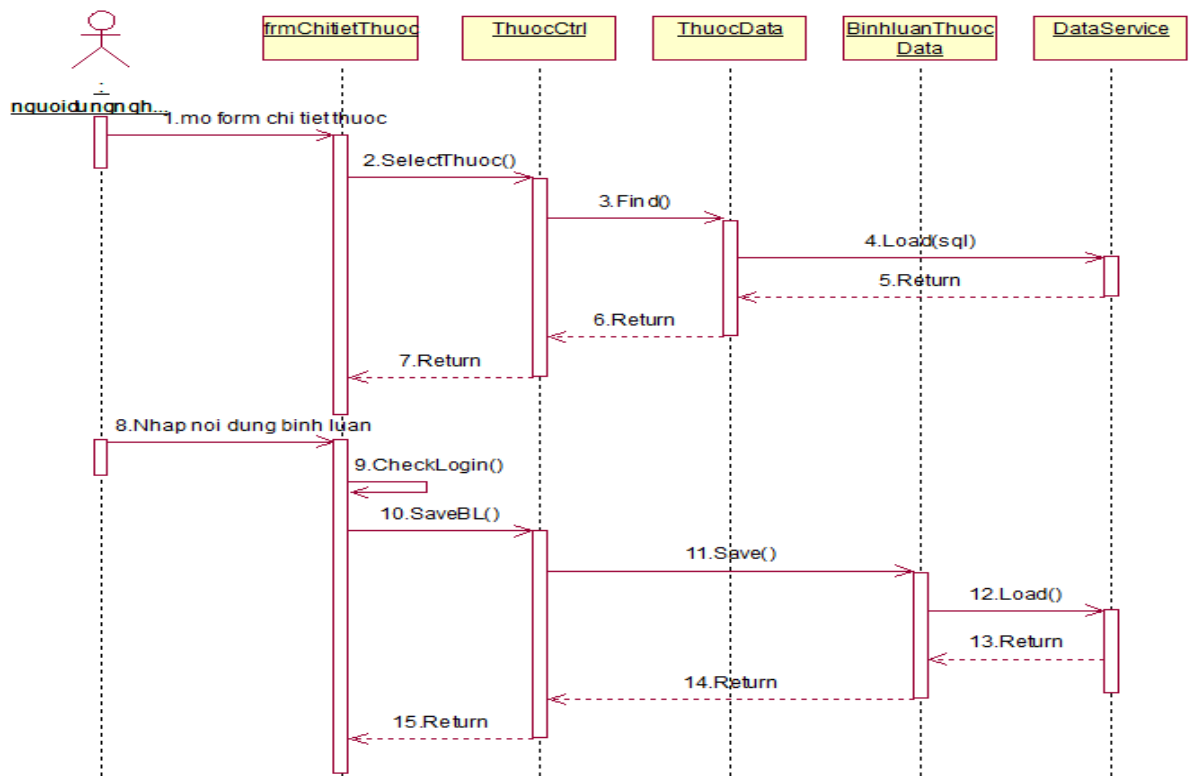 frmChitietThuoc
ThuocCtrl
ThuocData
BinhluanThuoc
Data
DataService
:
nguoidungngh...
1.mo form chi tiet thuoc
2.SelectThuoc()
3.Find()
4.Load(sql)
5.Return
6.Return
7.Return
8.Nhap noi dung binh luan
9.CheckLogin()
10.SaveBL()
11.Save()
12.Load()
13.Return
14.Return
15.Return